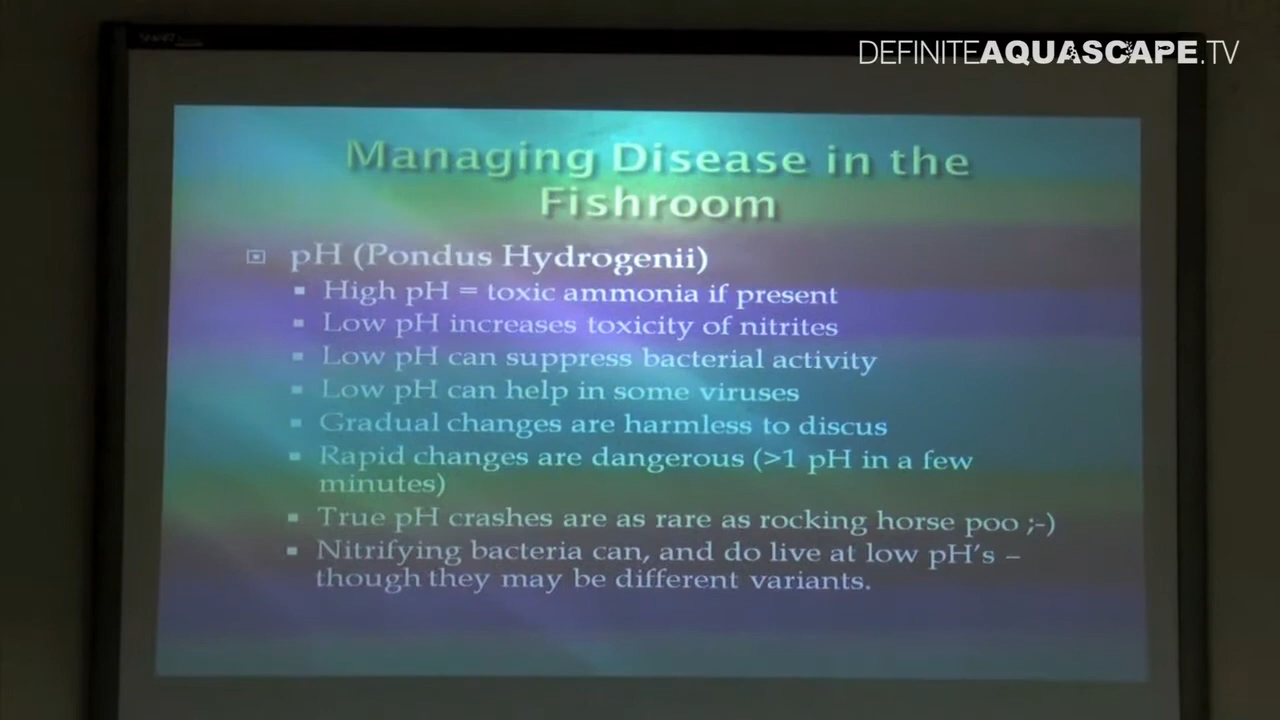 DEFINITEAQUASCAPE.TV
Managing Disease in the
Fishroom
pH (Pondus Hydrogenii)
High pH = toxic ammonia if present
Low pH increases toxicity of nitrites
Low pH can suppress bacterial activity
Low pH can help in some viruses
Gradual changes are harmless to discus
Rapid changes are dangerous (>1 pH in a few
minutes)
True pH crashes are as rare as rocking horse poo ;-)
Nitrifying bacteria can, and do live at low pH's –
though they may be different variants.